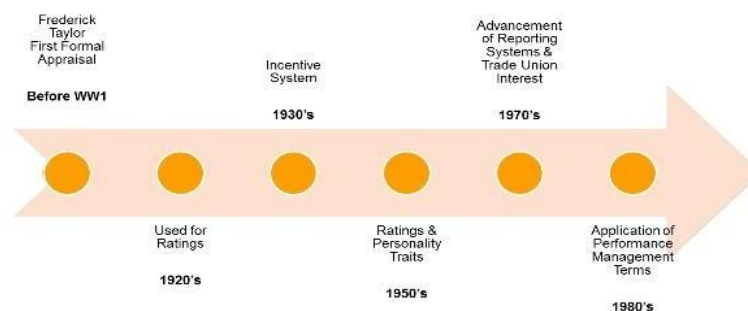 Frederick
Taylor
First Formal
Appraisal
Before WW1
Used for
Ratings
1920's
Incentive
System
1930's
Ratings &
Personality
Traits
1950's
Advancement
of Reporting
Systems &
Trade Union
Interest
1970's
Application of
Performance
Management
Terms
1980's